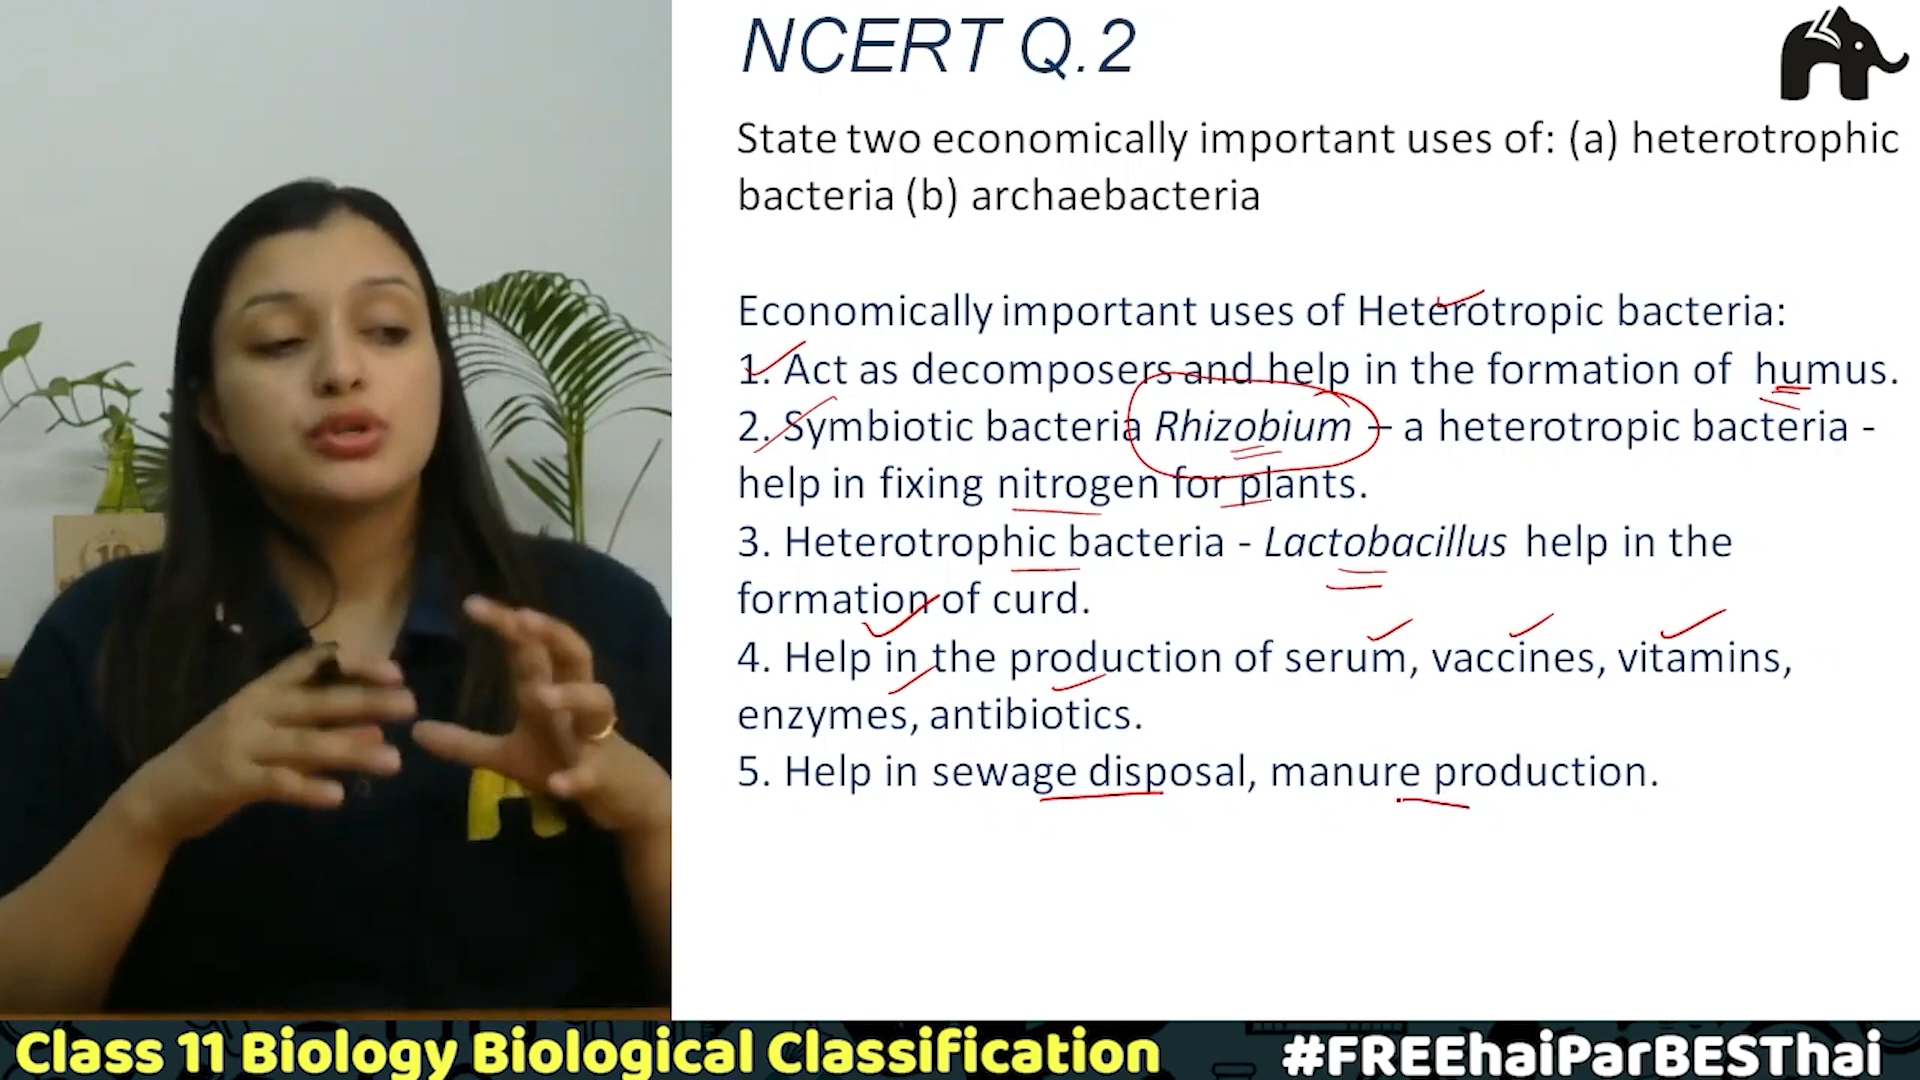 NCERT Q.2
State two economically important uses of: (a) heterotrophic
bacteria (b) archaebacteria
Economically important uses of Heterotropic bacteria:
1. Act as decomposers and help in the formation of humus.
2. Symbiotic bacteria Rhizobium – a heterotropic bacteria -
help in fixing nitrogen for plants.
3. Heterotrophic bacteria - Lactobacillus help in the
formation of curd.
4. Help in the production of serum, vaccines, vitamins,
enzymes, antibiotics.
5. Help in sewage disposal, manure production.
Class 11 Biology Biological Classification
#FREEhaiParBESThai